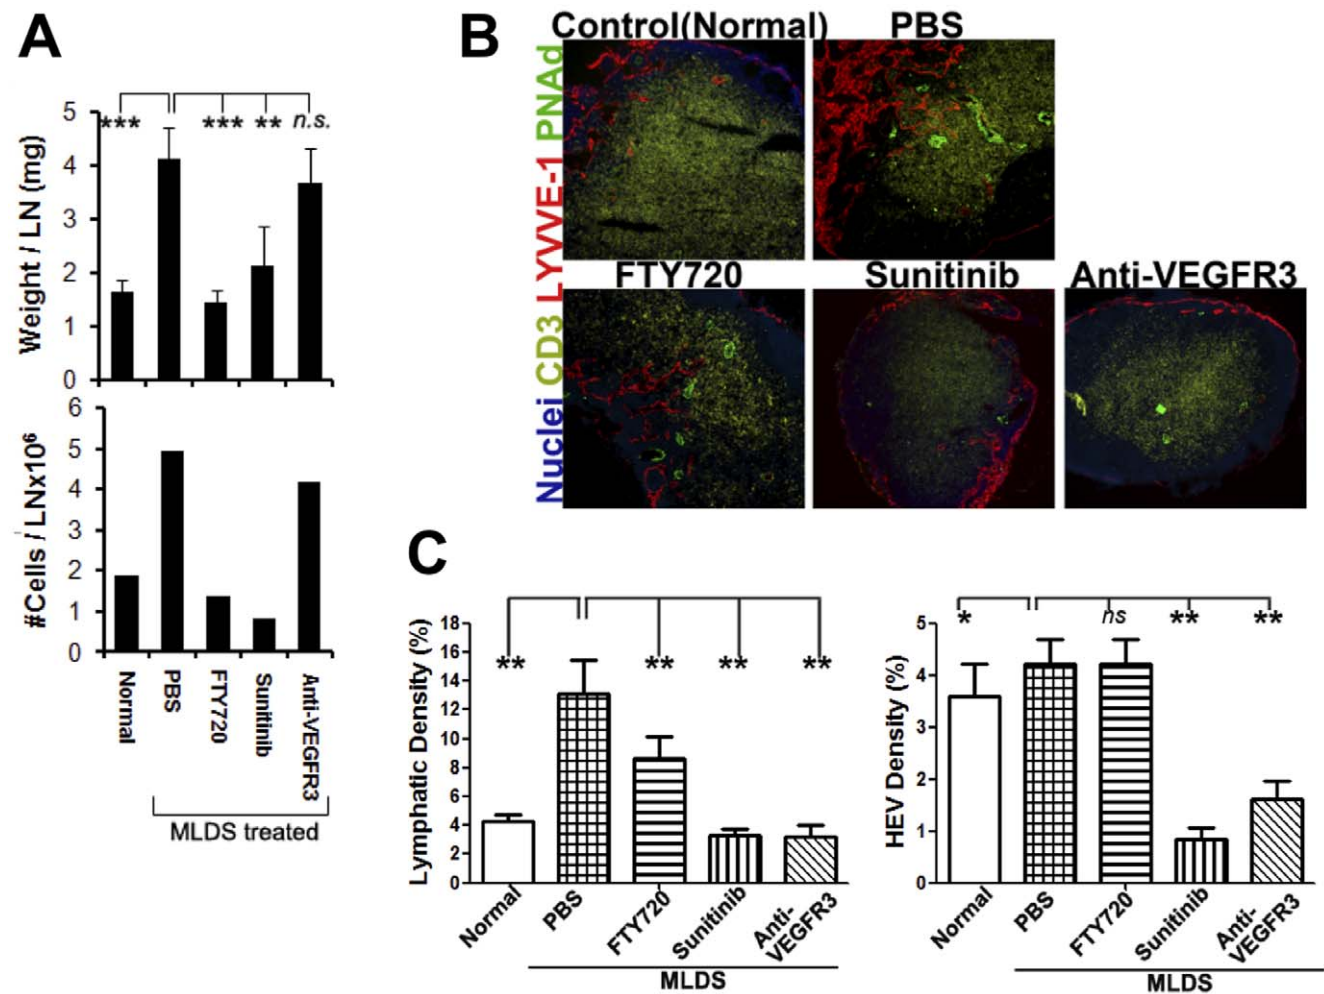 A
5
4
3
2
1
0
Weight / LN (mg)
*** *** ** n.s.
6
5
4
3
2
1
0
#Cells / LNx10⁶
Normal
PBS
FTY720
Sunitinib
Anti-VEGFR3
MLDS treated
B
Control(Normal) PBS
FTY720 Sunitinib Anti-VEGFR3
Nuclei CD3 LYVVE-1 PNAd
C
18
16
14
12
10
8
6
4
2
0
Lymphatic Density (%)
** ** ** **
Normal
PBS
FTY720
Sunitinib
Anti-
VEGFR3
MLDS
5
4
3
2
1
0
HEV Density (%)
* ns ** **
Normal
PBS
FTY720
Sunitinib
Anti-
VEGFR3
MLDS